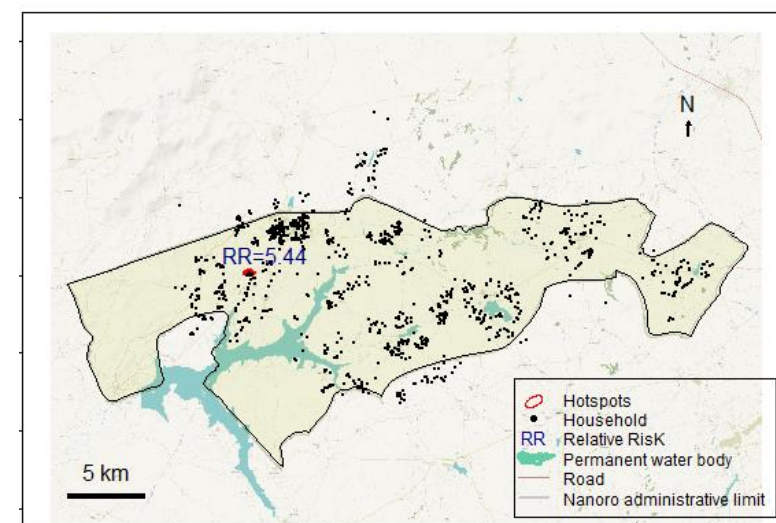 N
RR=5.44
5 km
Hotspots
Household
RR Relative RisK
Permanent water body
Road
Nanoro administrative limit